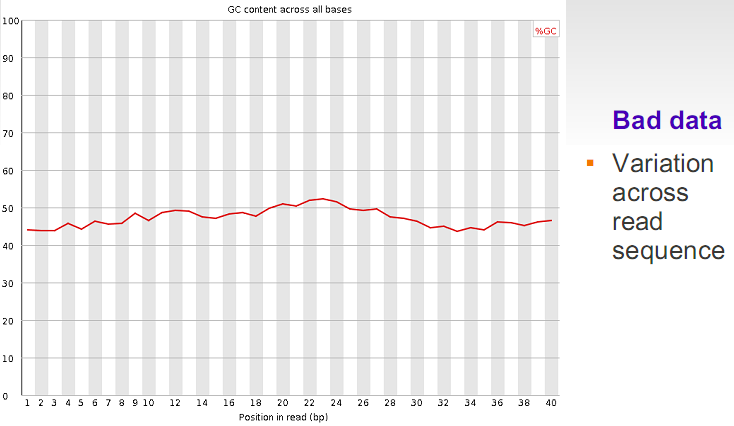 GC content across all bases
%GC
100
90
80
70
60
50
40
30
20
10
0
1 2 3 4 5 6 7 8 9 10 12 14 16 18 20 22 24 26 28 30 32 34 36 38 40
Position in read (bp)
Bad data
▪ Variation
across
read
sequence